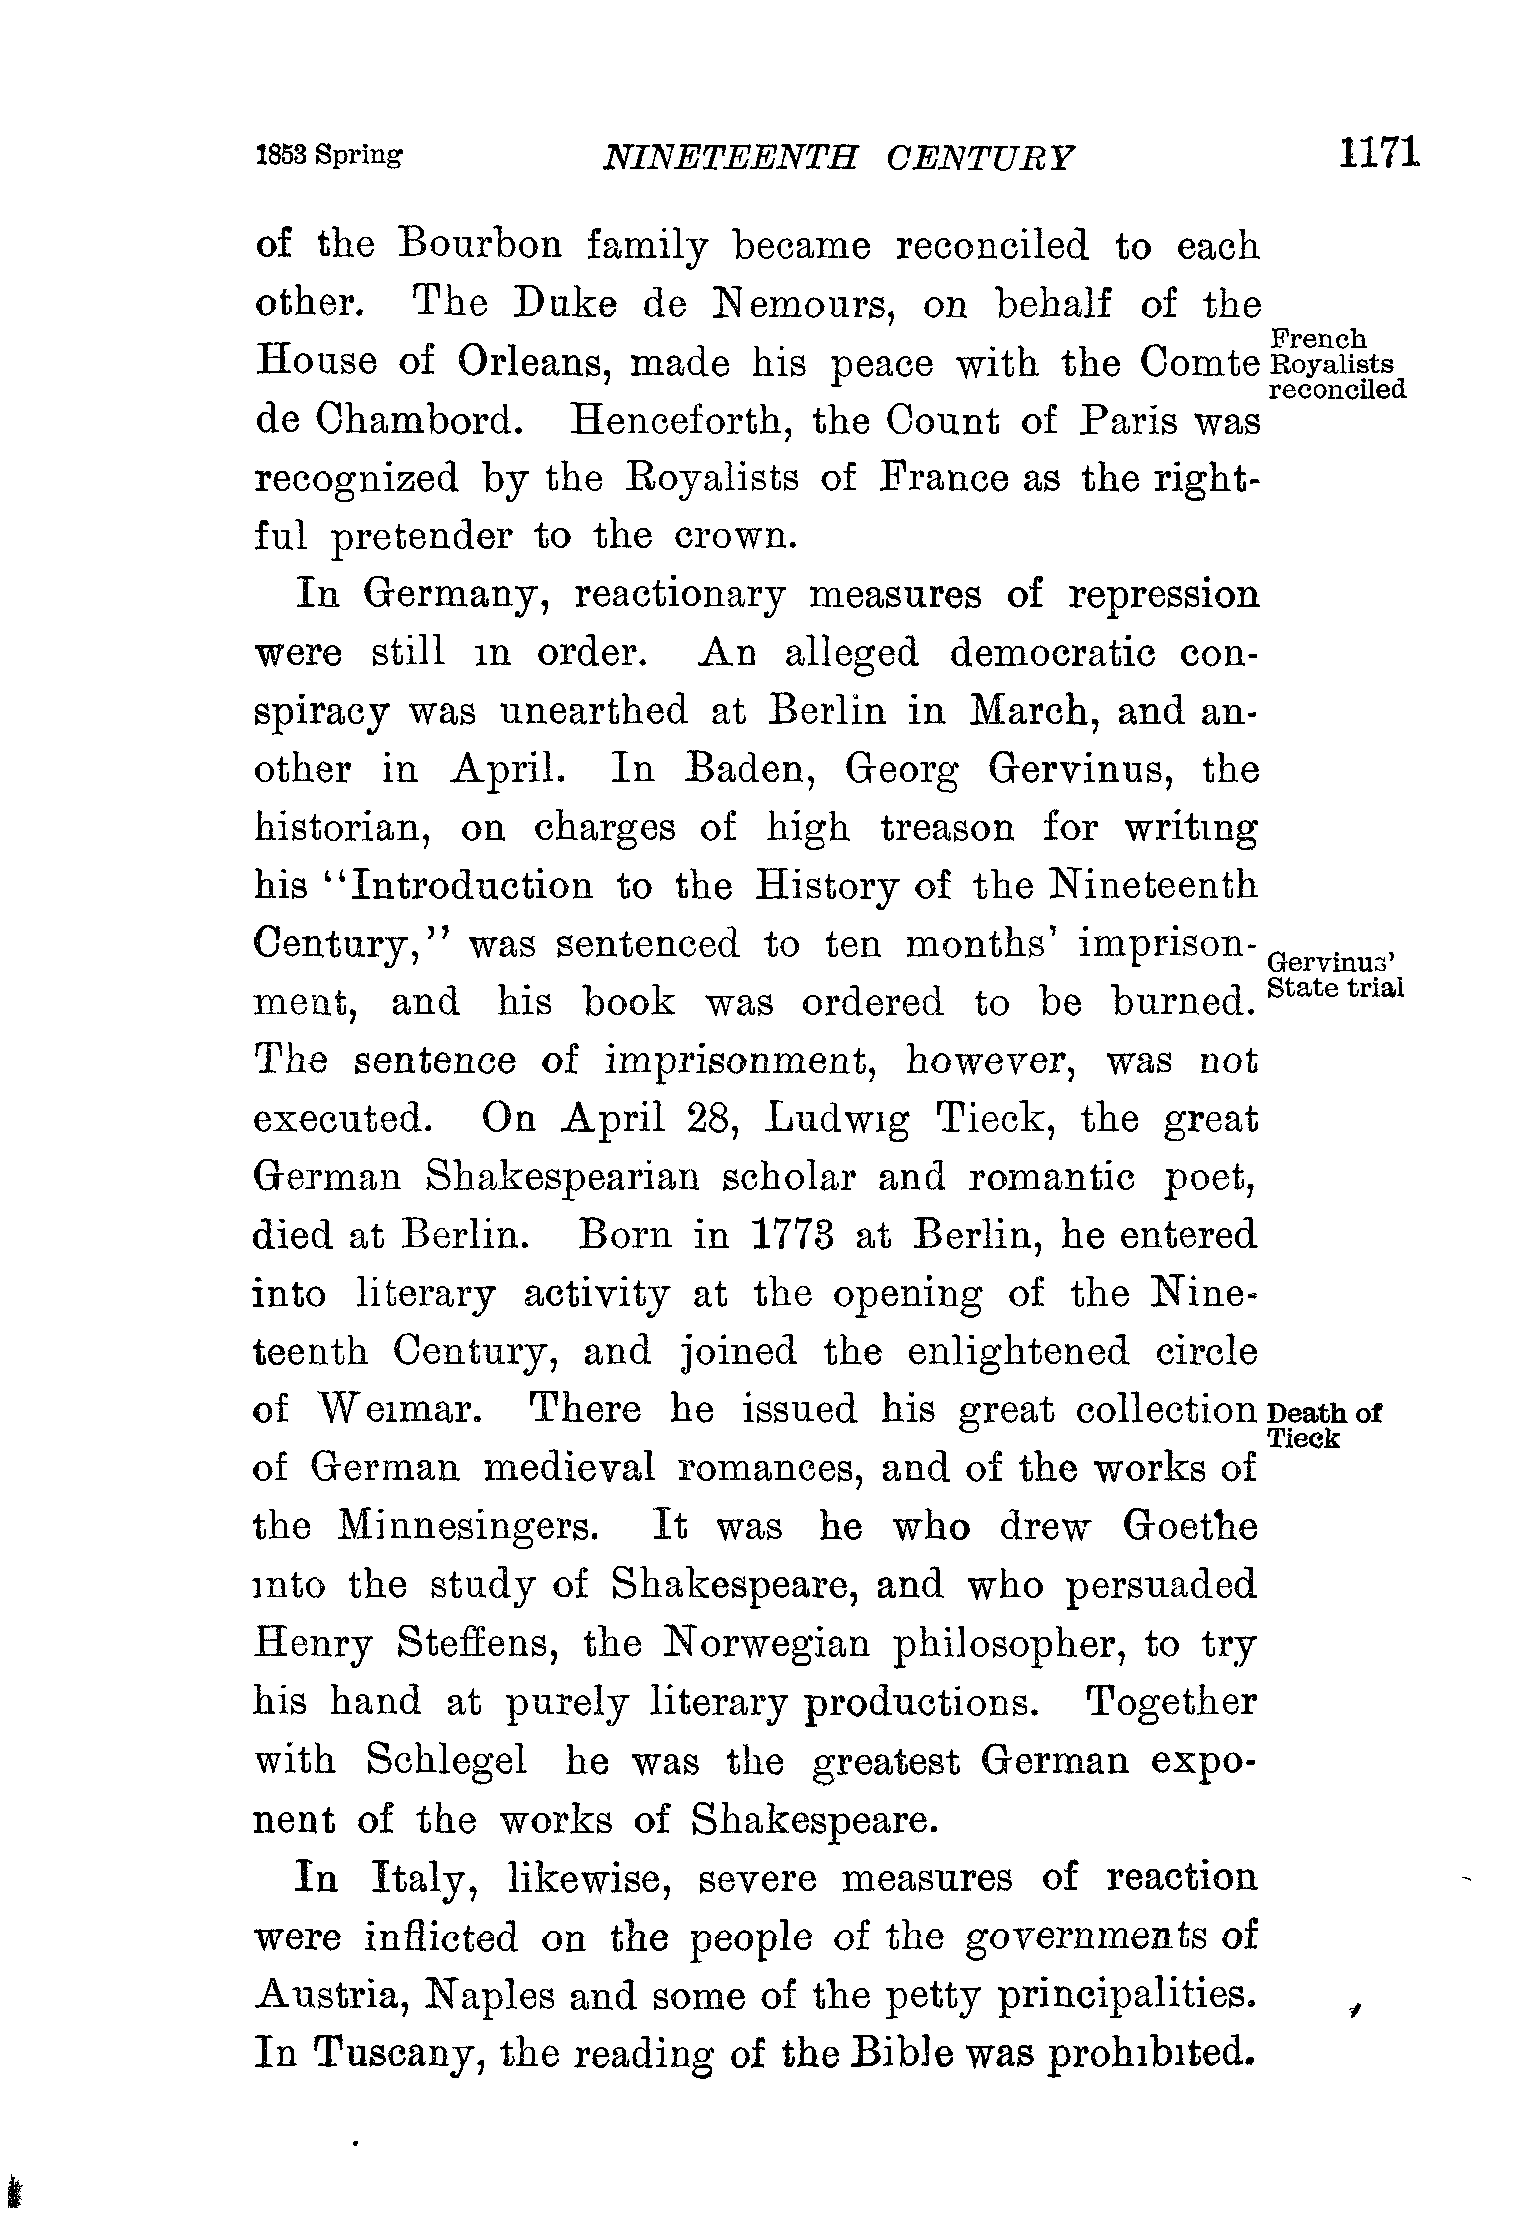 1853 Spring NINETEENTH CENTURY 1171
of the Bourbon family became reconciled to each
other. The Duke de Nemours, on behalf of the
House of Orleans, made his peace with the Comte
French
Royalists
reconciled
de Chambord. Henceforth, the Count of Paris was
recognized by the Royalists of France as the right-
ful pretender to the crown.
In Germany, reactionary measures of repression
were still in order. An alleged democratic con-
spiracy was unearthed at Berlin in March, and an-
other in April. In Baden, Georg Gervinus, the
historian, on charges of high treason for writing
his "Introduction to the History of the Nineteenth
Century," was sentenced to ten months' imprison-
Gervinus'
State trial
ment, and his book was ordered to be burned.
The sentence of imprisonment, however, was not
executed. On April 28, Ludwig Tieck, the great
German Shakespearian scholar and romantic poet,
died at Berlin. Born in 1773 at Berlin, he entered
into literary activity at the opening of the Nine-
teenth Century, and joined the enlightened circle
of Weimar. There he issued his great collection
Death of
Tieck
of German medieval romances, and of the works of
the Minnesingers. It was he who drew Goethe
into the study of Shakespeare, and who persuaded
Henry Steffens, the Norwegian philosopher, to try
his hand at purely literary productions. Together
with Schlegel he was the greatest German expo-
nent of the works of Shakespeare.
In Italy, likewise, severe measures of reaction
were inflicted on the people of the governments of
Austria, Naples and some of the petty principalities.
In Tuscany, the reading of the Bible was prohibited.